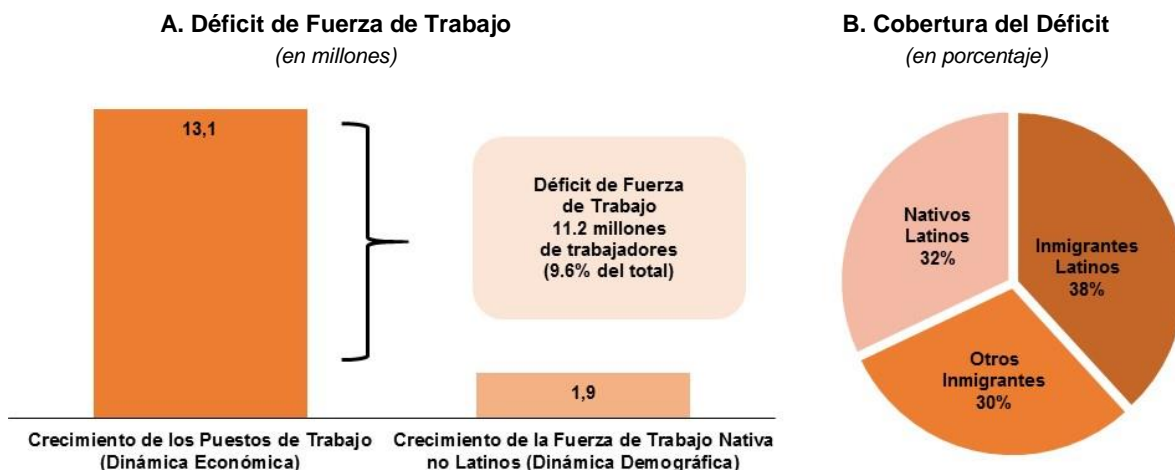 A. Déficit de Fuerza de Trabajo
(en millones)
13,1
Déficit de Fuerza
de Trabajo
11.2 millones
de trabajadores
(9.6% del total)
1,9
Crecimiento de los Puestos de Trabajo
(Dinámica Económica)
Crecimiento de la Fuerza de Trabajo Nativa
no Latinos (Dinámica Demográfica)
B. Cobertura del Déficit
(en porcentaje)
Nativos
Latinos
32%
Inmigrantes
Latinos
38%
Otros
Inmigrantes
30%